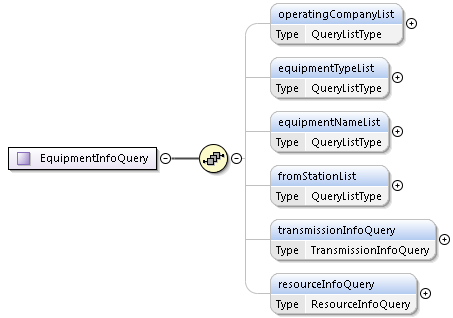 operatingCompanyList
Type QueryListType
equipmentTypeList
Type QueryListType
equipmentNameList
Type QueryListType
EquipmentInfoQuery
fromStationList
Type QueryListType
transmissionInfoQuery
Type TransmissionInfoQuery
resourceInfoQuery
Type ResourceInfoQuery